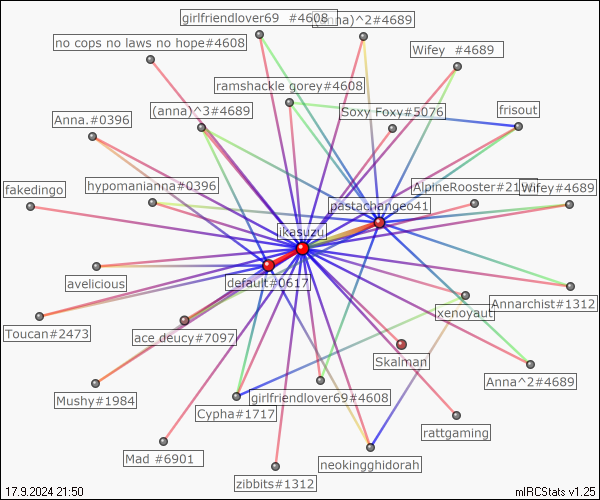 girlfriendlover69 #4608
(anna)^2#4689
no cops no laws no hope#4608
Wifey #4689
ramshackle gorey#4608
(anna)^3#4689
Soxy Foxy#5076
frisout
Anna.#0396
fakedingo
hypomanianna#0396
AlpineRooster#21
Wifey#4689
pastachangeo41
ikasuzu
avelicious
default#0617
Annarchist#1312
xenoyaut
Toucan#2473
ace deucy#7097
Skalman
Anna^2#4689
Mushy#1984
girlfriendlover69#4608
Cypha#1717
rattgaming
Mad #6901
neokingghidorah
zibbits#1312
17.9.2024 21:50
mIRCStats v1.25